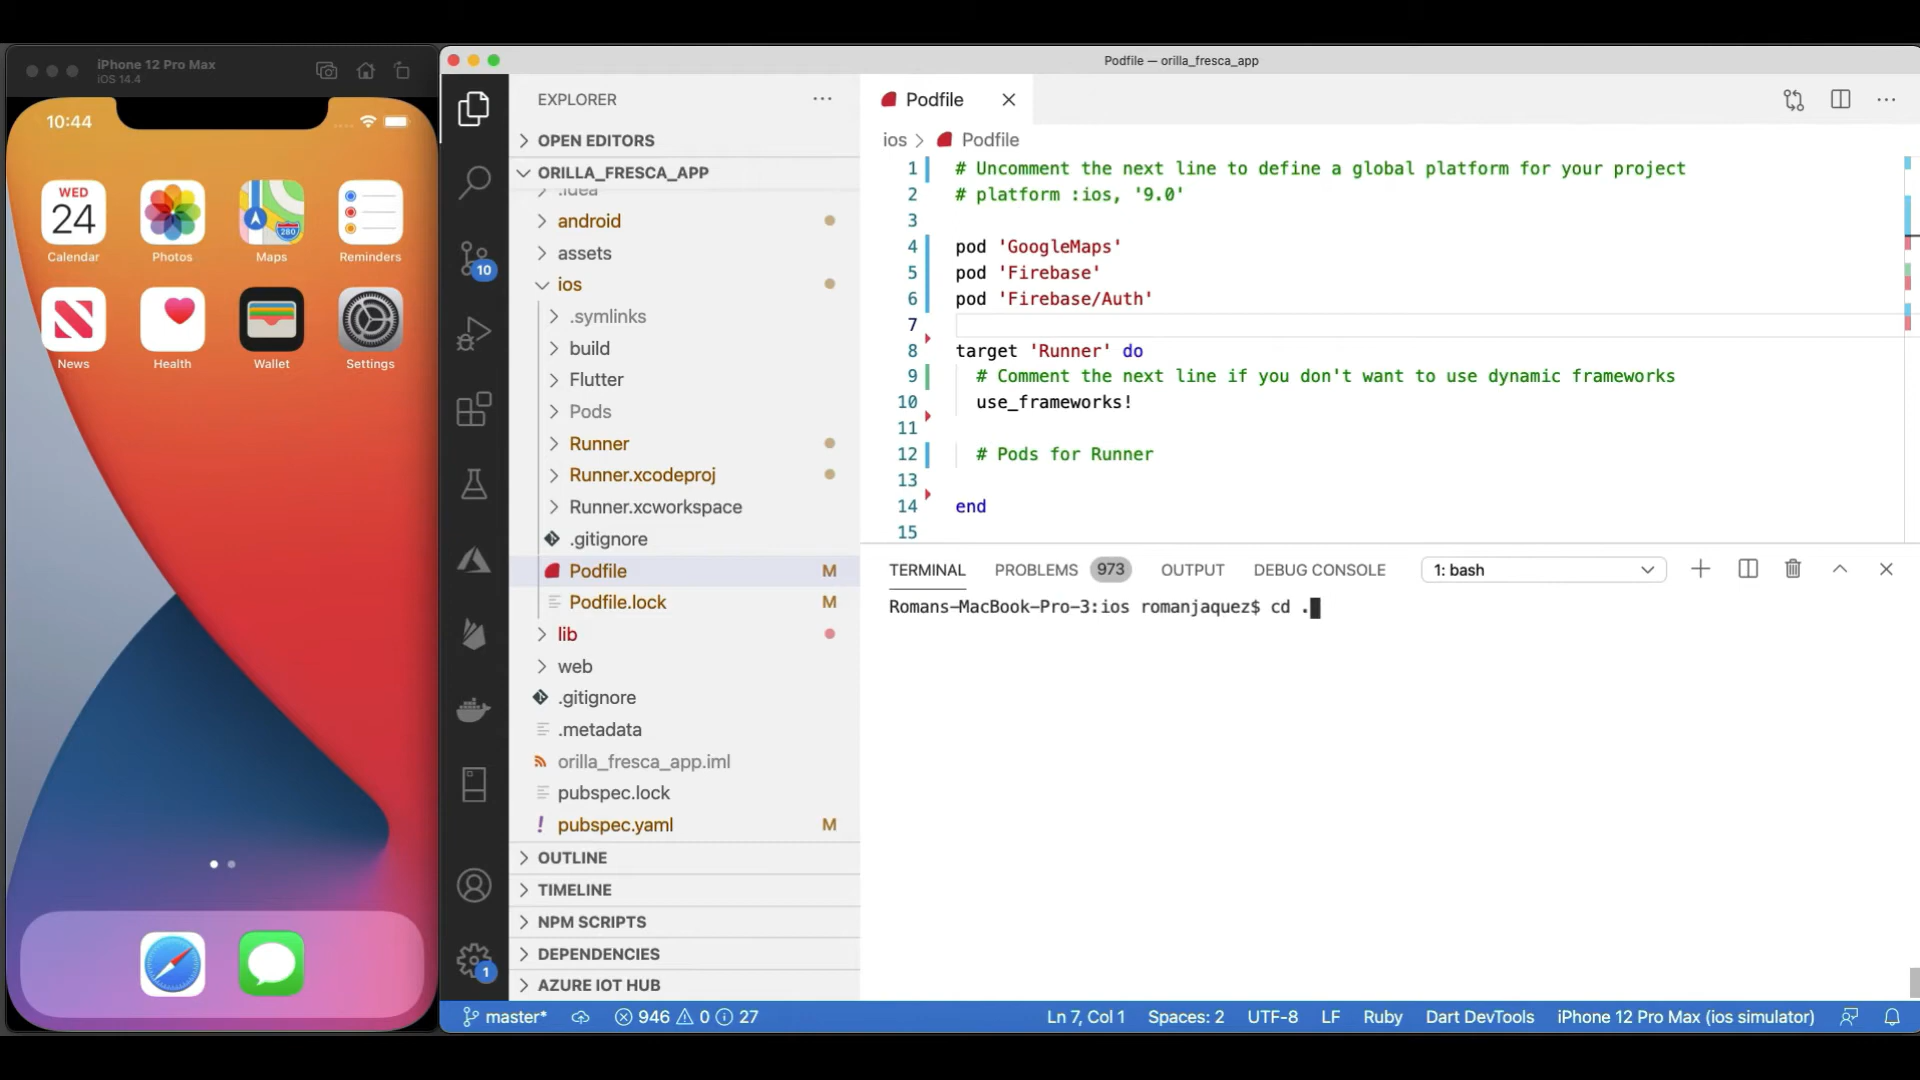 iPhone 12 Pro Max
iOS 14.4
10:44
WED
24
280
Calendar
Photos
Maps
Reminders
News
Health
Wallet
Settings
Podfile — orilla_fresca_app
EXPLORER
OPEN EDITORS
ORILLA_FRESCA_APP
.idea
android
assets
ios
.symlinks
build
Flutter
Pods
Runner
Runner.xcodeproj
Runner.xcworkspace
.gitignore
Podfile M
Podfile.lock M
lib
web
.gitignore
.metadata
orilla_fresca_app.iml
pubspec.lock
! pubspec.yaml M
OUTLINE
TIMELINE
NPM SCRIPTS
DEPENDENCIES
AZURE IOT HUB
10
1
Podfile
ios > Podfile
1 # Uncomment the next line to define a global platform for your project
2 # platform :ios, '9.0'
3
4 pod 'GoogleMaps'
5 pod 'Firebase'
6 pod 'Firebase/Auth'
7
8 target 'Runner' do
9 # Comment the next line if you don't want to use dynamic frameworks
10 use_frameworks!
11
12 # Pods for Runner
13
14 end
15
TERMINAL PROBLEMS 973 OUTPUT DEBUG CONSOLE 1: bash
Romans-MacBook-Pro-3:ios romanjaquez$ cd .
master* 946 0 27 Ln 7, Col 1 Spaces: 2 UTF-8 LF Ruby Dart DevTools iPhone 12 Pro Max (ios simulator)